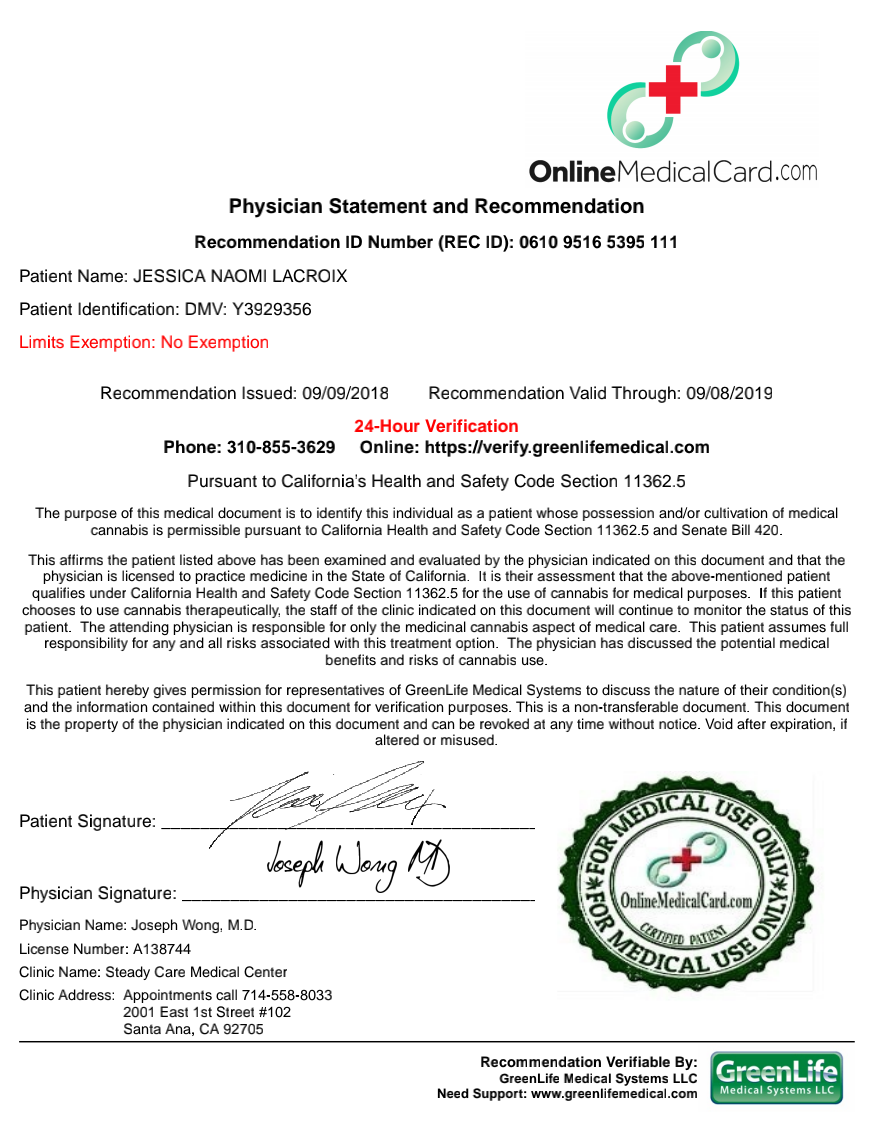 OnlineMedicalCard.com
Physician Statement and Recommendation
Recommendation ID Number (REC ID): 0610 9516 5395 111
Patient Name: JESSICA NAOMI LACROIX
Patient Identification: DMV: Y3929356
Limits Exemption: No Exemption
Recommendation Issued: 09/09/2018 Recommendation Valid Through: 09/08/2019
24-Hour Verification
Phone: 310-855-3629 Online: https://verify.greenlifemedical.com
Pursuant to California's Health and Safety Code Section 11362.5
The purpose of this medical document is to identify this individual as a patient whose possession and/or cultivation of medical
cannabis is permissible pursuant to California Health and Safety Code Section 11362.5 and Senate Bill 420.
This affirms the patient listed above has been examined and evaluated by the physician indicated on this document and that the
physician is licensed to practice medicine in the State of California. It is their assessment that the above-mentioned patient
qualifies under California Health and Safety Code Section 11362.5 for the use of cannabis for medical purposes. If this patient
chooses to use cannabis therapeutically, the staff of the clinic indicated on this document will continue to monitor the status of this
patient. The attending physician is responsible for only the medicinal cannabis aspect of medical care. This patient assumes full
responsibility for any and all risks associated with this treatment option. The physician has discussed the potential medical
benefits and risks of cannabis use.
This patient hereby gives permission for representatives of GreenLife Medical Systems to discuss the nature of their condition(s)
and the information contained within this document for verification purposes. This is a non-transferable document. This document
is the property of the physician indicated on this document and can be revoked at any time without notice. Void after expiration, if
altered or misused.
Patient Signature:
Joseph Wong MD
Physician Signature:
FOR MEDICAL USE ONLY
OnlineMedicalCard.com
CERTIFIED PATIENT
FOR MEDICAL USE ONLY
Physician Name: Joseph Wong, M.D.
License Number: A138744
Clinic Name: Steady Care Medical Center
Clinic Address: Appointments call 714-558-8033
2001 East 1st Street #102
Santa Ana, CA 92705
Recommendation Verifiable By:
GreenLife Medical Systems LLC
Need Support: www.greenlifemedical.com
GreenLife
Medical Systems LLC